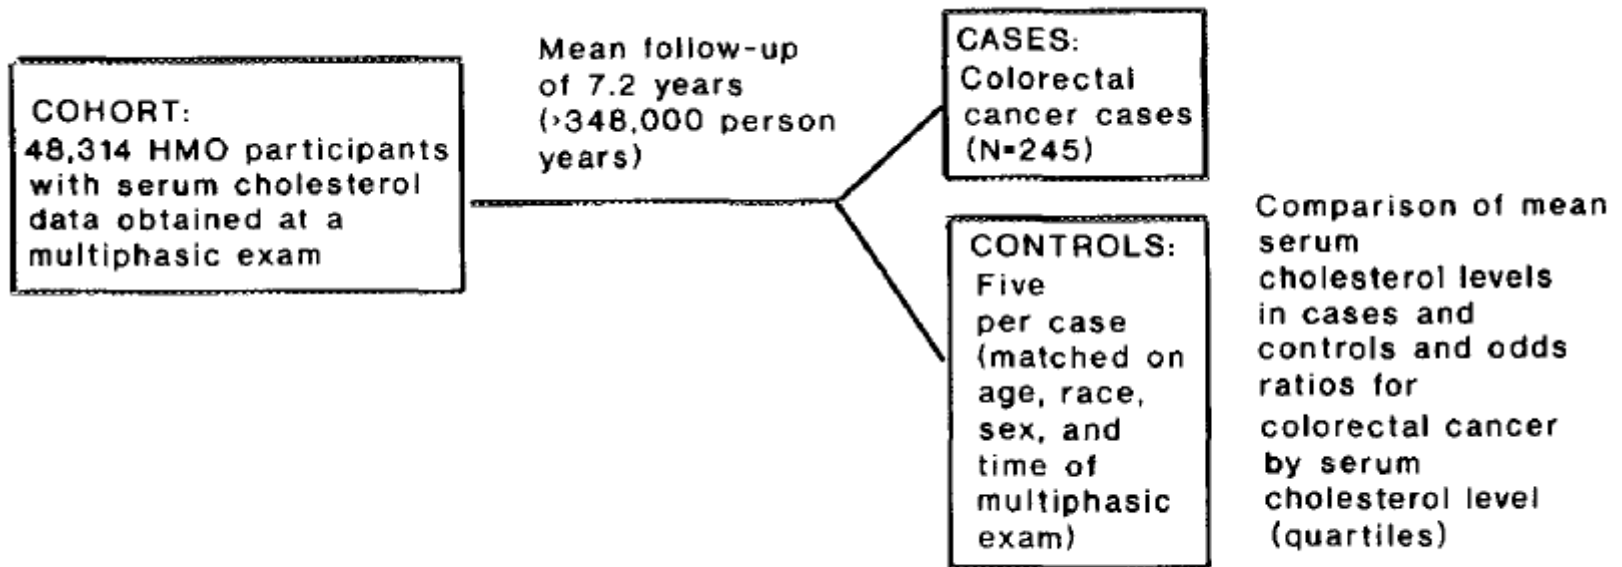 COHORT:
48,314 HMO participants
with serum cholesterol
data obtained at a
multiphasic exam
Mean follow-up
of 7.2 years
(>348,000 person
years)
CASES:
Colorectal
cancer cases
(N=245)
CONTROLS:
Five
per case
(matched on
age, race,
sex, and
time of
multiphasic
exam)
Comparison of mean
serum
cholesterol levels
in cases and
controls and odds
ratios for
colorectal cancer
by serum
cholesterol level
(quartiles)